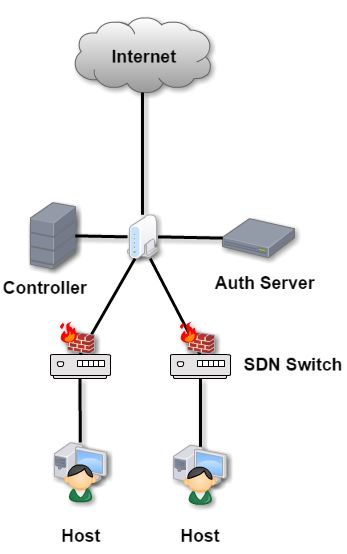 Internet
Controller
Auth Server
SDN Switch
Host
Host